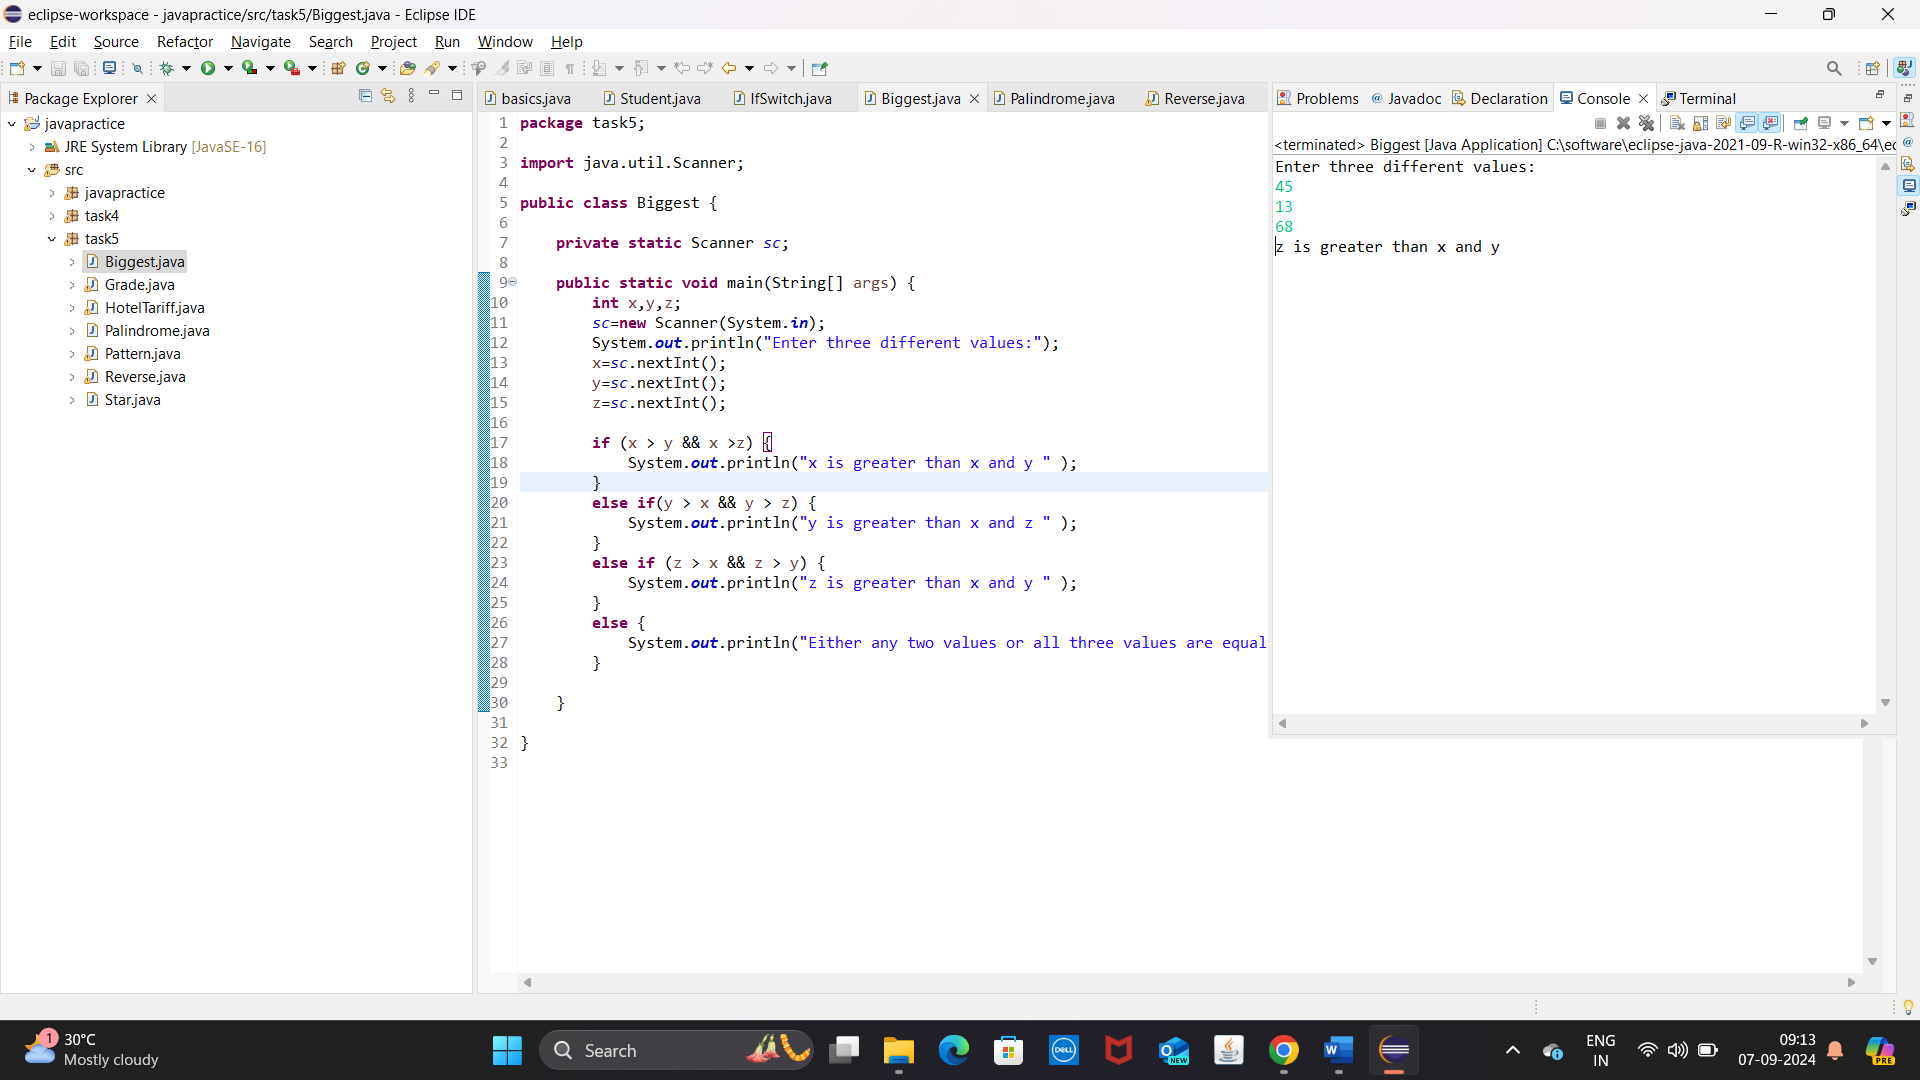 eclipse-workspace - javapractice/src/task5/Biggest.java - Eclipse IDE
File Edit Source Refactor Navigate Search Project Run Window Help
Package Explorer
javapractice
JRE System Library [JavaSE-16]
src
javapractice
task4
task5
Biggest.java
Grade.java
HotelTariff.java
Palindrome.java
Pattern.java
Reverse.java
Star.java
basics.java Student.java IfSwitch.java Biggest.java Palindrome.java Reverse.java
1 package task5;
2
3 import java.util.Scanner;
4
5 public class Biggest {
6
7 private static Scanner sc;
8
9 public static void main(String[] args) {
10 int x,y,z;
11 sc=new Scanner(System.in);
12 System.out.println("Enter three different values:");
13 x=sc.nextInt();
14 y=sc.nextInt();
15 z=sc.nextInt();
16
17 if (x > y && x >z) {
18 System.out.println("x is greater than x and y " );
19 }
20 else if(y > x && y > z) {
21 System.out.println("y is greater than x and z " );
22 }
23 else if (z > x && z > y) {
24 System.out.println("z is greater than x and y " );
25 }
26 else {
27 System.out.println("Either any two values or all three values are equal
28 }
29
30 }
31
32 }
33
Problems @ Javadoc Declaration Console Terminal
<terminated> Biggest [Java Application] C:\software\eclipse-java-2021-09-R-win32-x86_64\ec
Enter three different values:
45
13
68
z is greater than x and y
1
30°C
Mostly cloudy
Search
DELL
NEW
W
ENG
IN
09:13
07-09-2024
PRE